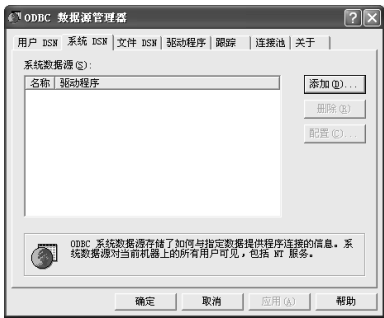 ODBC 数据源管理器
用户 DSN 系统 DSN 文件 DSN 驱动程序 跟踪 连接池 关于
系统数据源(S):
名称 驱动程序
添加(D)...
删除(R)
配置(C)...
ODBC 系统数据源存储了如何与指定数据提供程序连接的信息。系
统数据源对当前机器上的所有用户可见，包括 NT 服务。
确定 取消 应用(A) 帮助